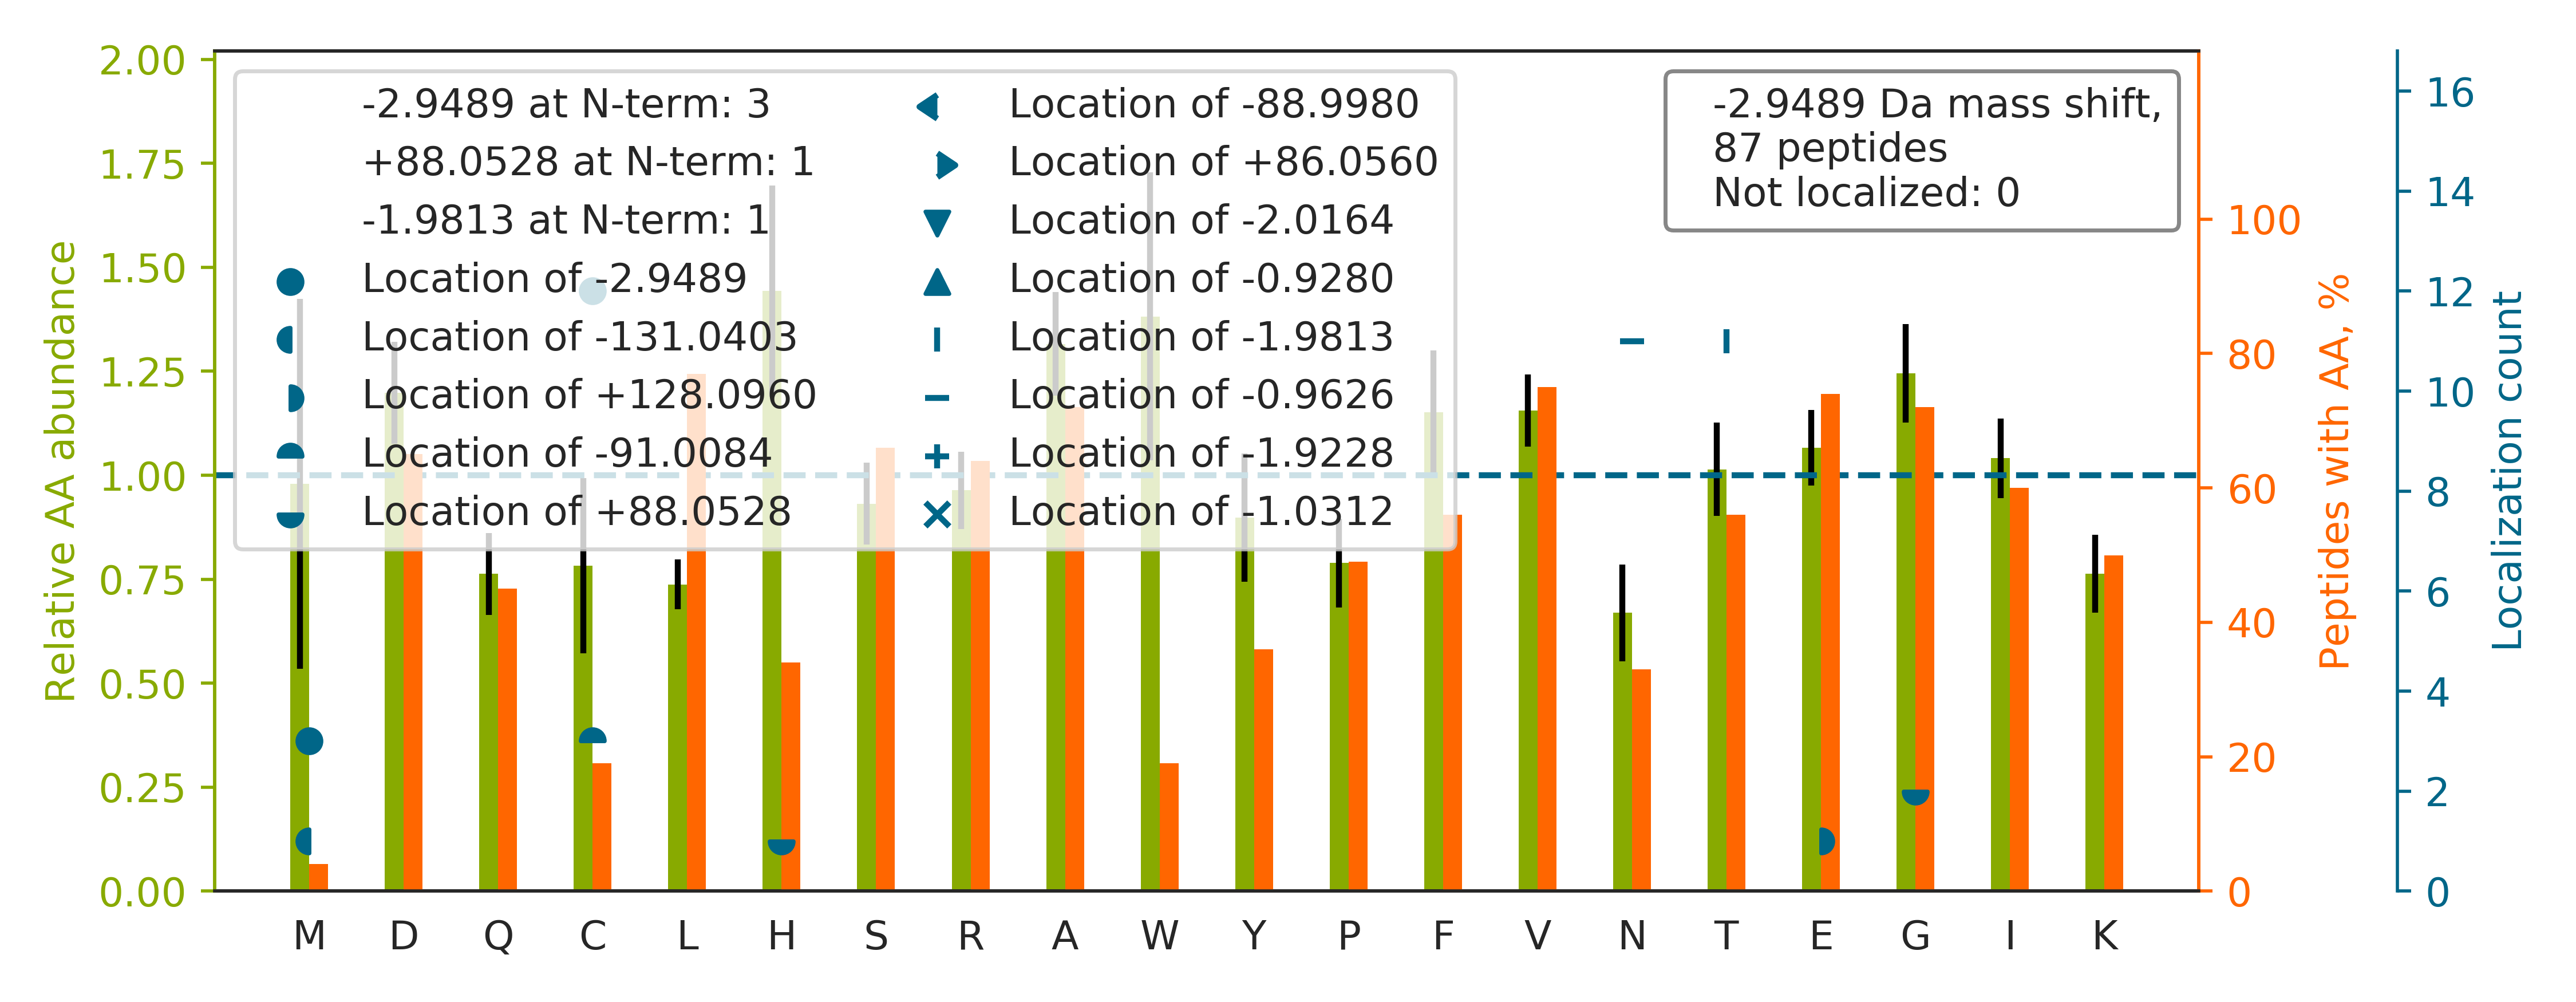 2.00
1.75
1.50
1.25
1.00
0.75
0.50
0.25
0.00
Relative AA abundance
-2.9489 at N-term: 3
+88.0528 at N-term: 1
-1.9813 at N-term: 1
Location of -2.9489
Location of -131.0403
Location of +128.0960
Location of -91.0084
Location of +88.0528
Location of -88.9980
Location of +86.0560
Location of -2.0164
Location of -0.9280
Location of -1.9813
Location of -0.9626
Location of -1.9228
Location of -1.0312
-2.9489 Da mass shift,
87 peptides
Not localized: 0
M D Q C L H S R A W Y P F V N T E G I K
100
80
60
40
20
0
Peptides with AA, %
16
14
12
10
8
6
4
2
0
Localization count